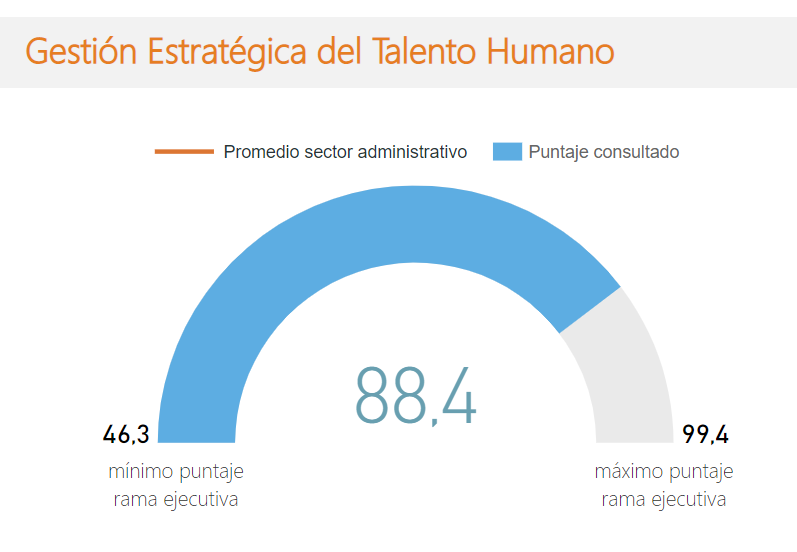 Gestión Estratégica del Talento Humano
Promedio sector administrativo Puntaje consultado
88,4
46,3 99,4
mínimo puntaje máximo puntaje
rama ejecutiva rama ejecutiva